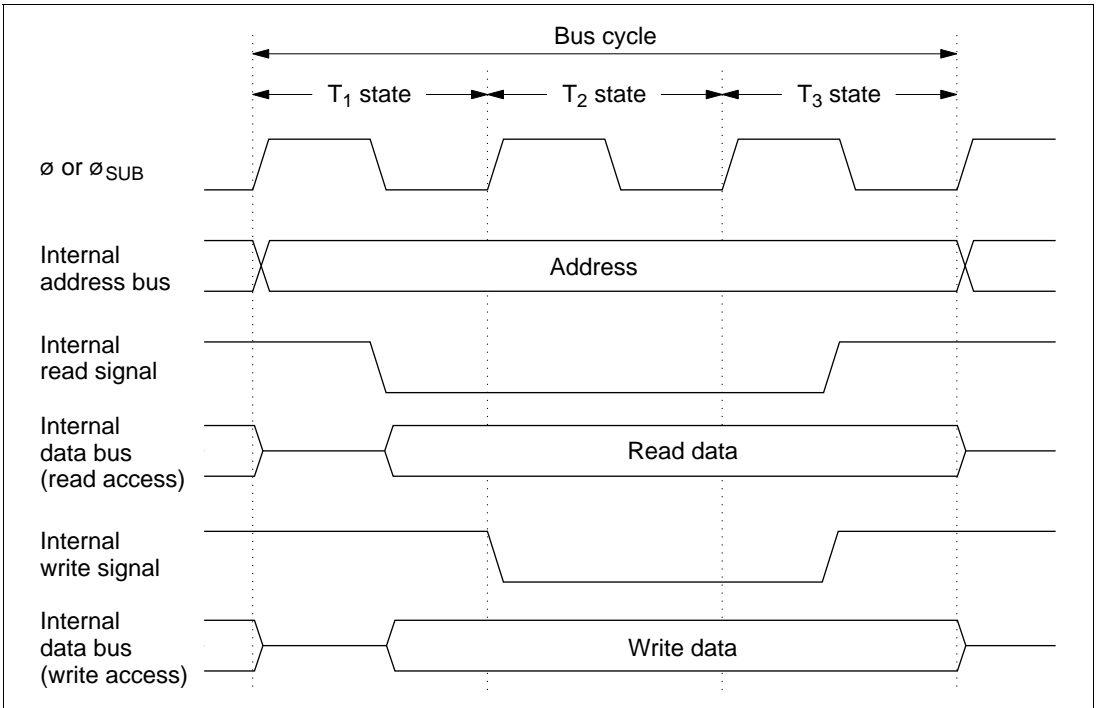 Bus cycle
T₁ state
T₂ state
T₃ state
ø or øSUB
Internal
address bus
Address
Internal
read signal
Internal
data bus
(read access)
Read data
Internal
write signal
Internal
data bus
(write access)
Write data